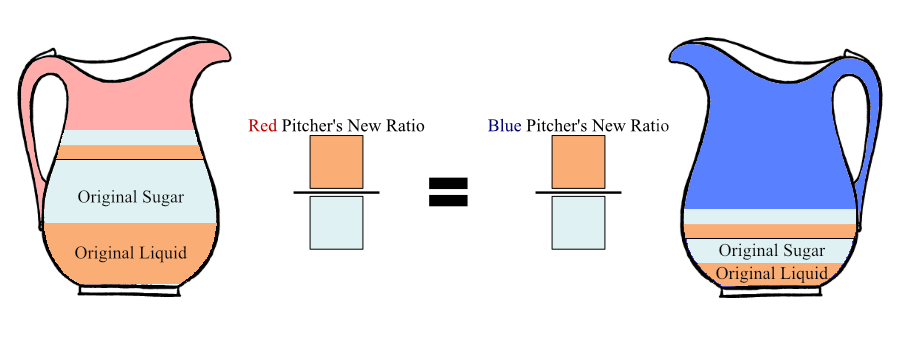 Red Pitcher's New Ratio
Blue Pitcher's New Ratio
Original Sugar
Original Liquid
Original Sugar
Original Liquid